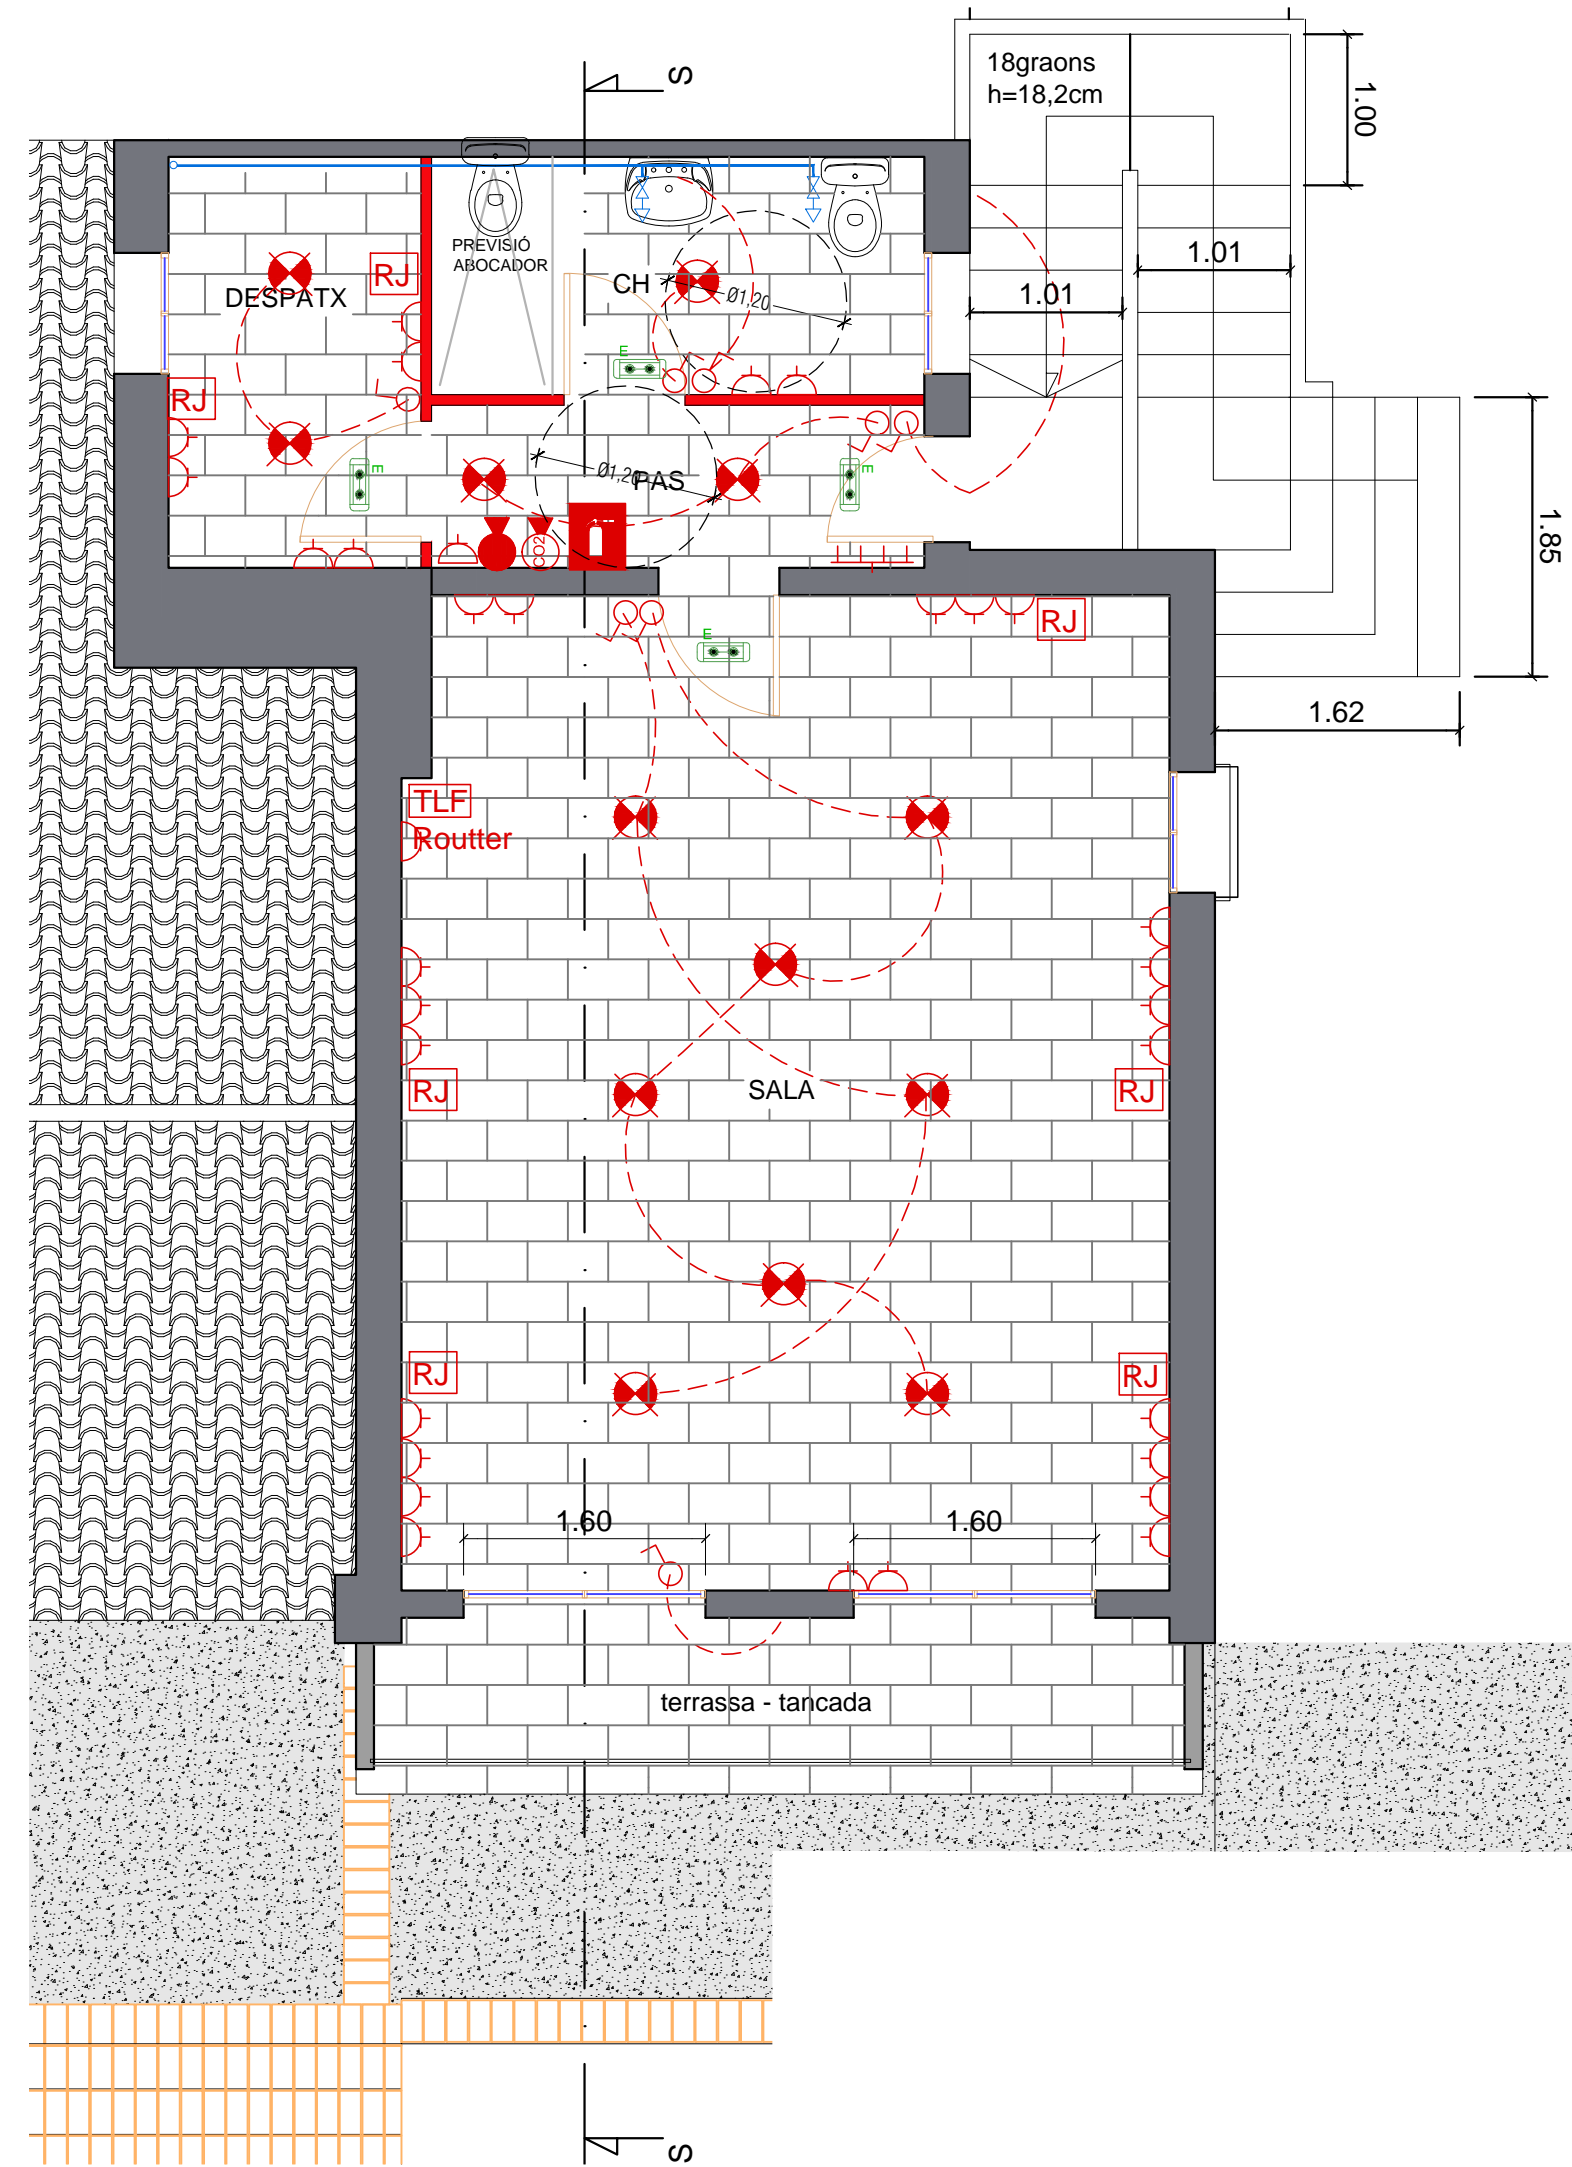 S
18graons
h=18,2cm
1.00
PREVISIÓ
ABOCADOR
1.01
RJ
CH
DESPATX
Ø1,20
1.01
E
RJ
E
Ø1,20
PAS
E
CO2
1.85
RJ
E
1.62
TLF
Routter
RJ
SALA
RJ
RJ
RJ
1.60
1.60
terrassa - tancada
S